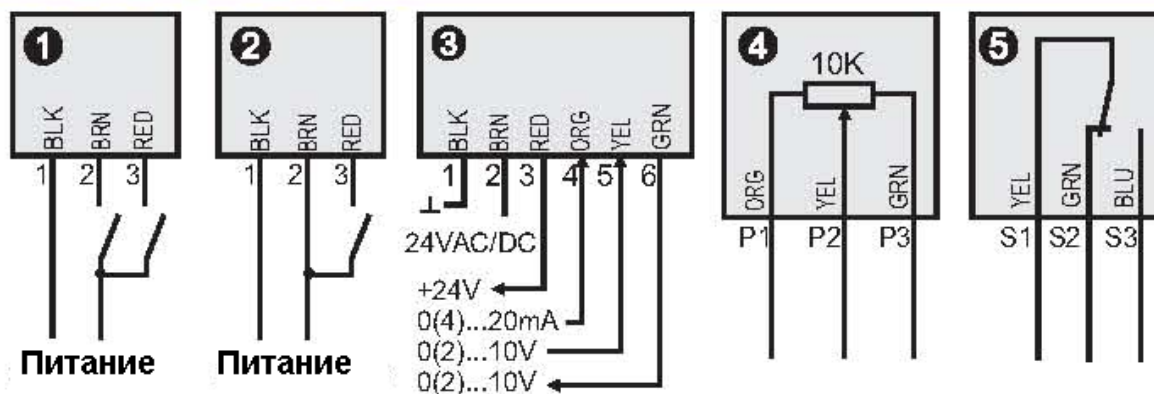 1
BLK BRN RED
1 2 3
Питание
2
BLK BRN RED
1 2 3
Питание
3
BLK BRN RED ORG YEL GRN
1 2 3 4 5 6
24VAC/DC
+24V
0(4)...20mA
0(2)...10V
0(2)...10V
4
10K
ORG YEL GRN
P1 P2 P3
5
YEL GRN BLU
S1 S2 S3